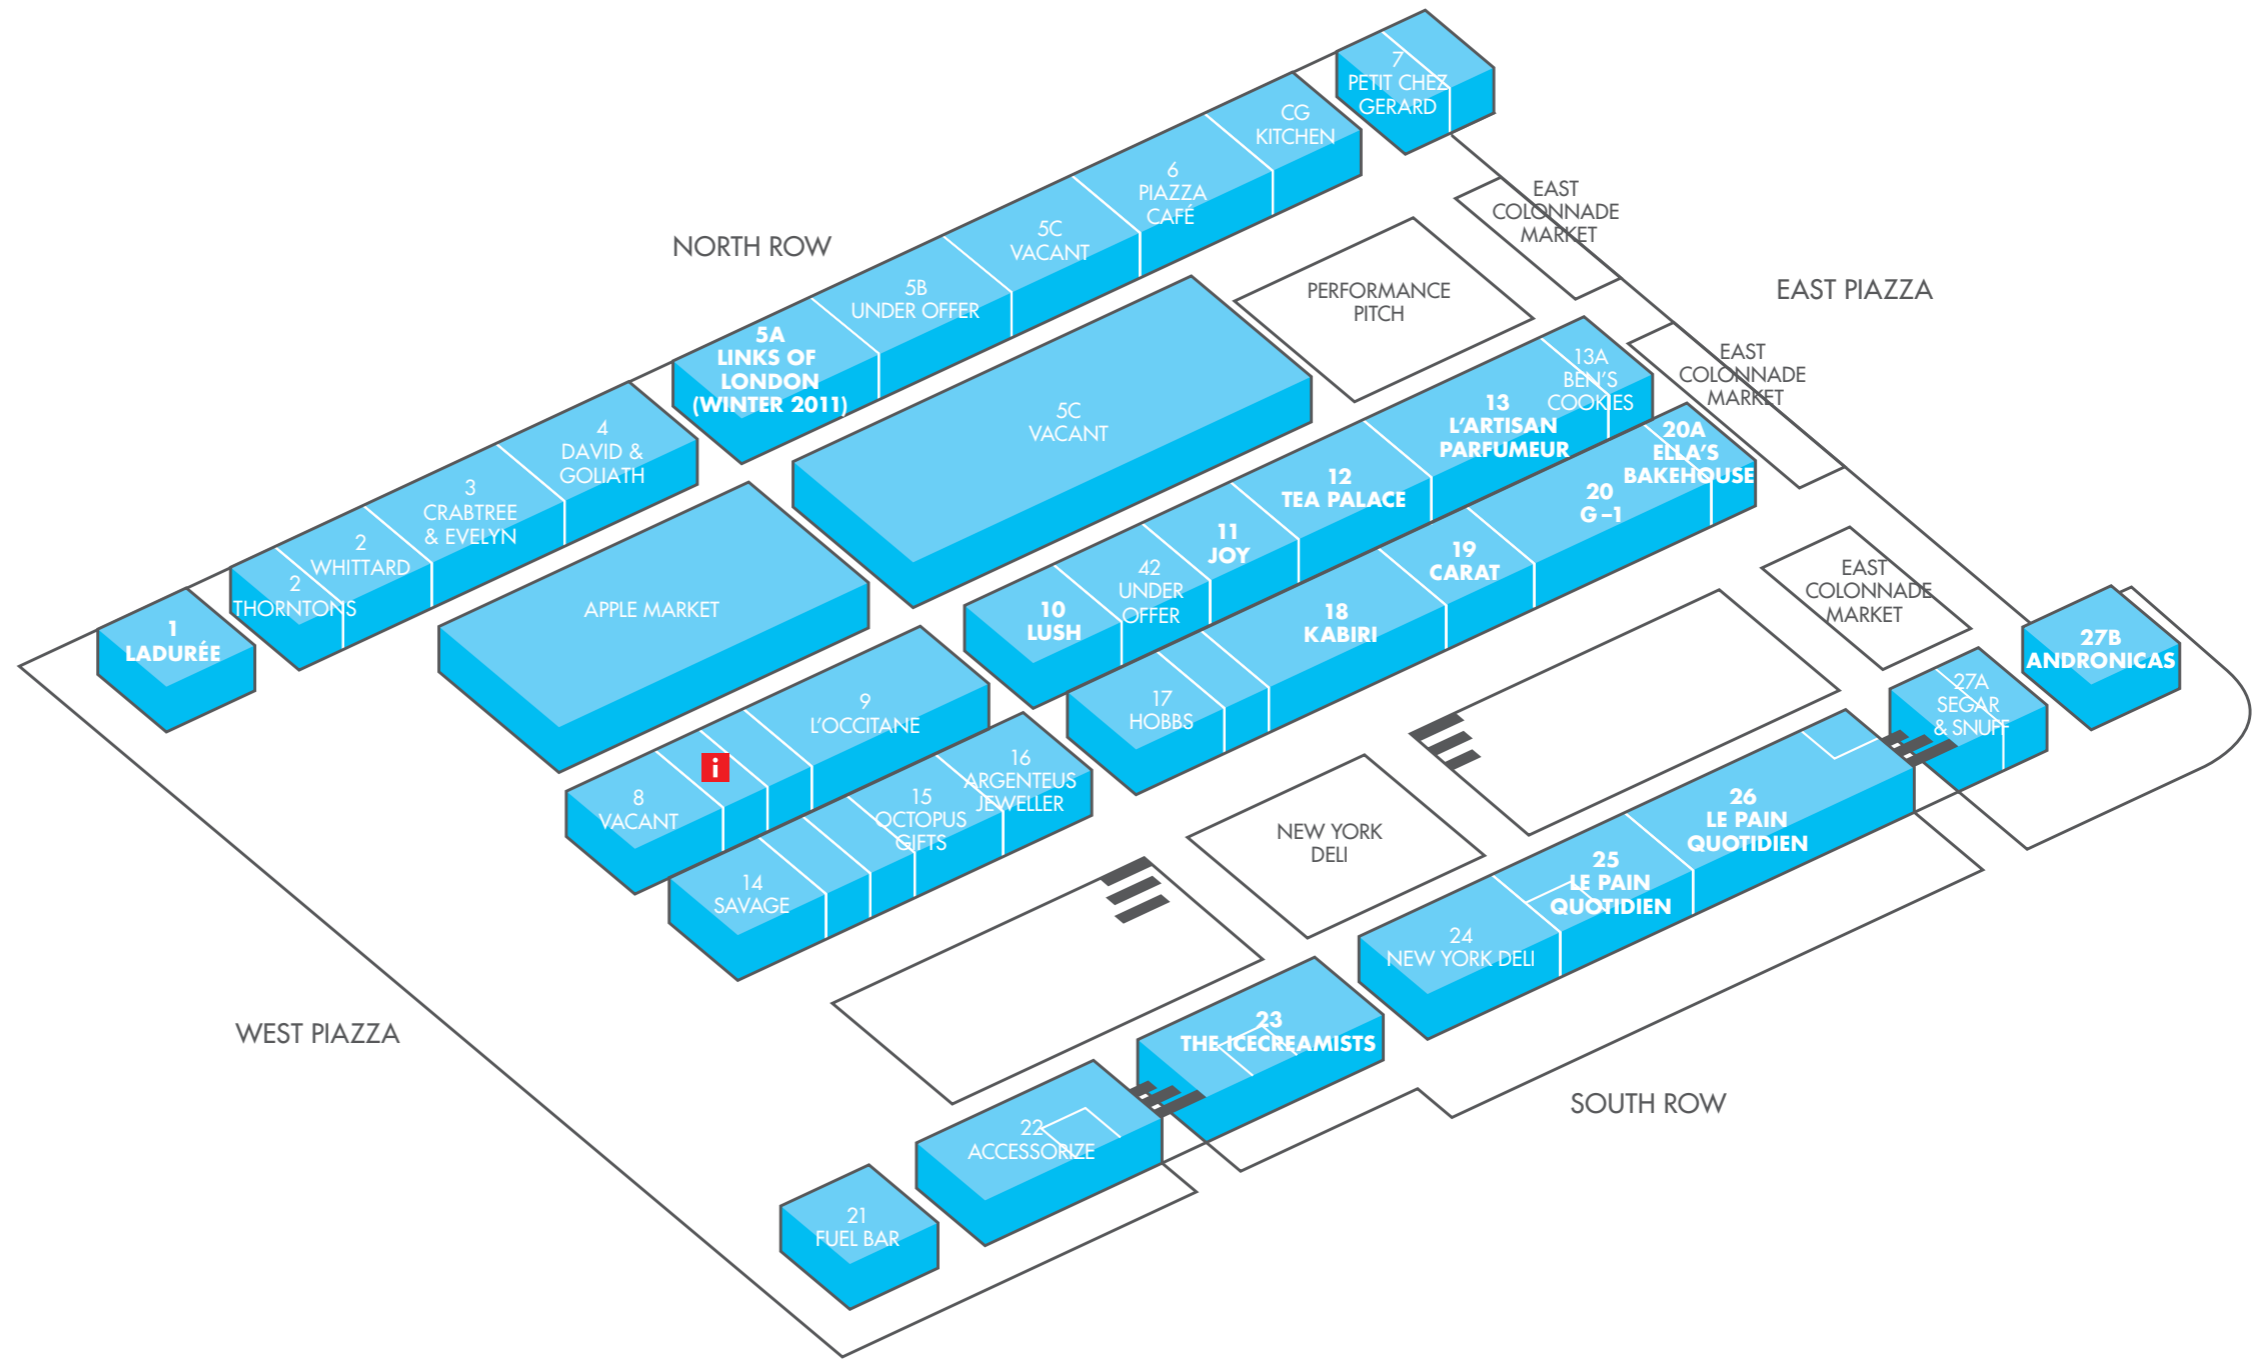 7
PETIT CHEZ
GERARD
CG
KITCHEN
6
PIAZZA
CAFÉ
5C
VACANT
5B
UNDER OFFER
5A
LINKS OF
LONDON
(WINTER 2011)
NORTH ROW
4
DAVID &
GOLIATH
3
CRABTREE
& EVELYN
2
WHITTARD
2
THORNTONS
1
LADURÉE
EAST
COLONNADE
MARKET
EAST PIAZZA
PERFORMANCE
PITCH
EAST
COLONNADE
MARKET
5C
VACANT
APPLE MARKET
13A
BEN'S
COOKIES
13
L'ARTISAN
PARFUMEUR
12
TEA PALACE
11
JOY
42
UNDER
OFFER
10
LUSH
20A
ELLA'S
BAKEHOUSE
20
G–1
19
CARAT
18
KABIRI
17
HOBBS
9
L'OCCITANE
i
8
VACANT
16
ARGENTEUS
JEWELLER
15
OCTOPUS
GIFTS
14
SAVAGE
EAST
COLONNADE
MARKET
27B
ANDRONICAS
27A
SEGAR
& SNUFF
NEW YORK
DELI
26
LE PAIN
QUOTIDIEN
25
LE PAIN
QUOTIDIEN
24
NEW YORK DELI
23
THE ICECREAMISTS
22
ACCESSORIZE
21
FUEL BAR
WEST PIAZZA
SOUTH ROW